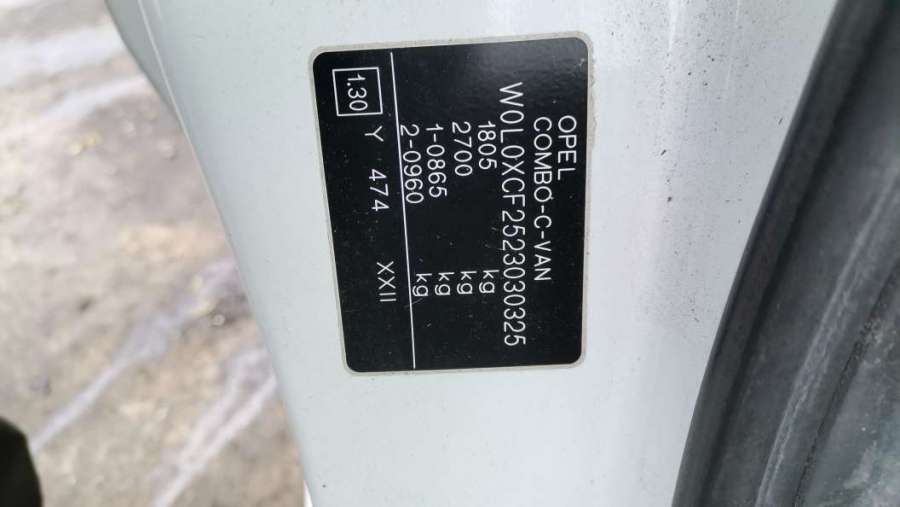 OPEL
COMBO-C-VAN
W0L0XCF2523030325
1805 kg
2700 kg
1-0865 kg
2-0960 kg
1.30 Y 474 XXII